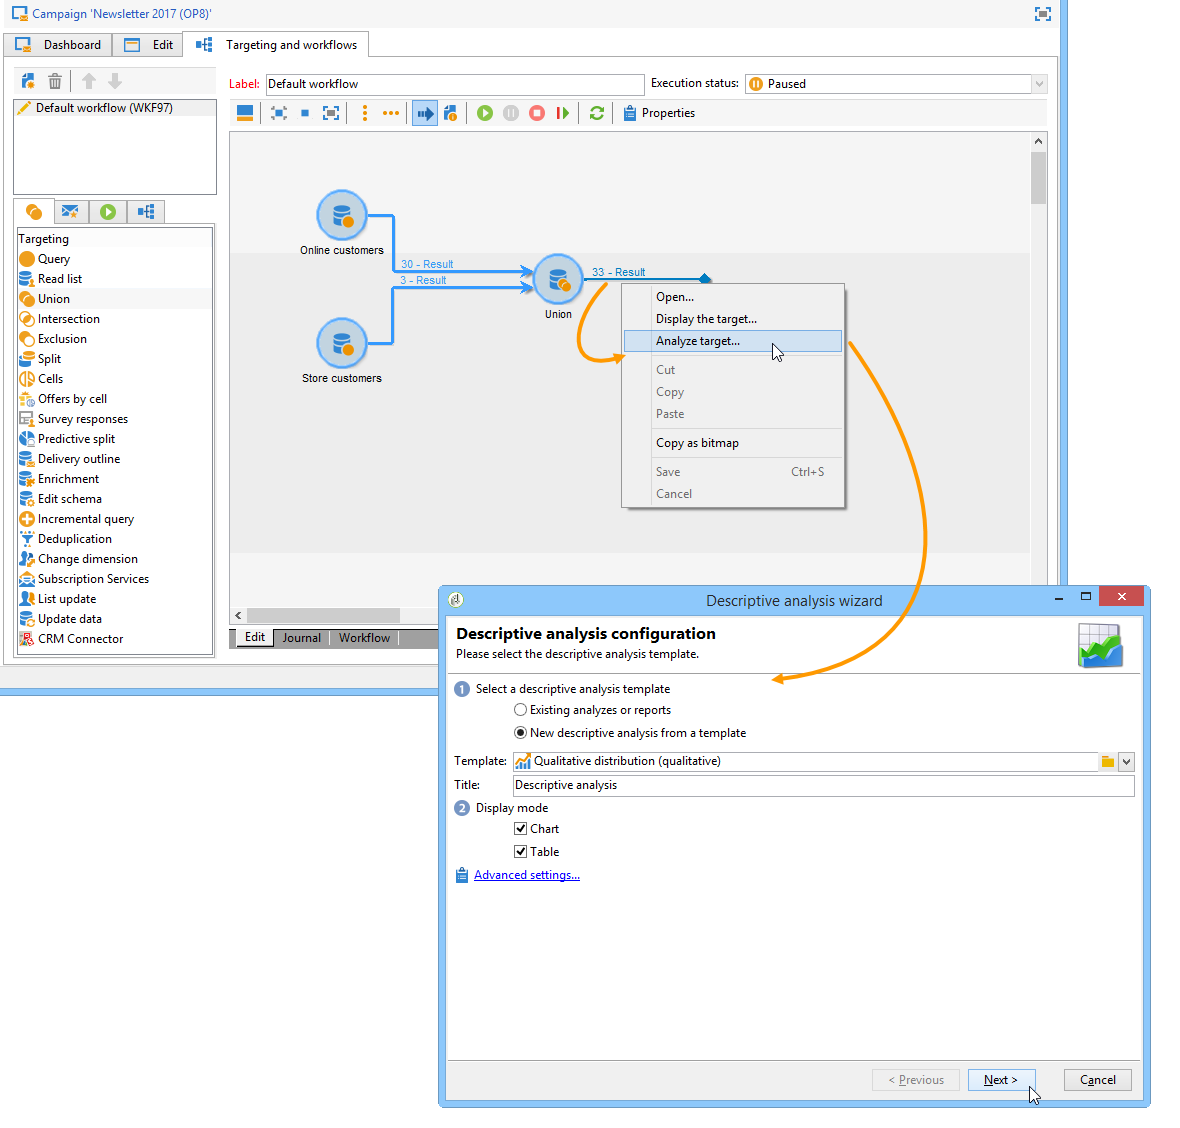 Campaign 'Newsletter 2017 (OP8)'
Dashboard
Edit
Targeting and workflows
Label:
Default workflow
Execution status:
Paused
Default workflow (WKF97)
Properties
Targeting
Query
Read list
Union
Intersection
Exclusion
Split
Cells
Offers by cell
Survey responses
Predictive split
Delivery outline
Enrichment
Edit schema
Incremental query
Deduplication
Change dimension
Subscription Services
List update
Update data
CRM Connector
Online customers
30 - Result
3 - Result
Store customers
Union
33 - Result
Open...
Display the target...
Analyze target...
Cut
Copy
Paste
Copy as bitmap
Save Ctrl+S
Cancel
Edit
Journal
Workflow
Descriptive analysis wizard
Descriptive analysis configuration
Please select the descriptive analysis template.
1 Select a descriptive analysis template
Existing analyzes or reports
New descriptive analysis from a template
Template: Qualitative distribution (qualitative)
Title: Descriptive analysis
2 Display mode
Chart
Table
Advanced settings...
< Previous
Next >
Cancel